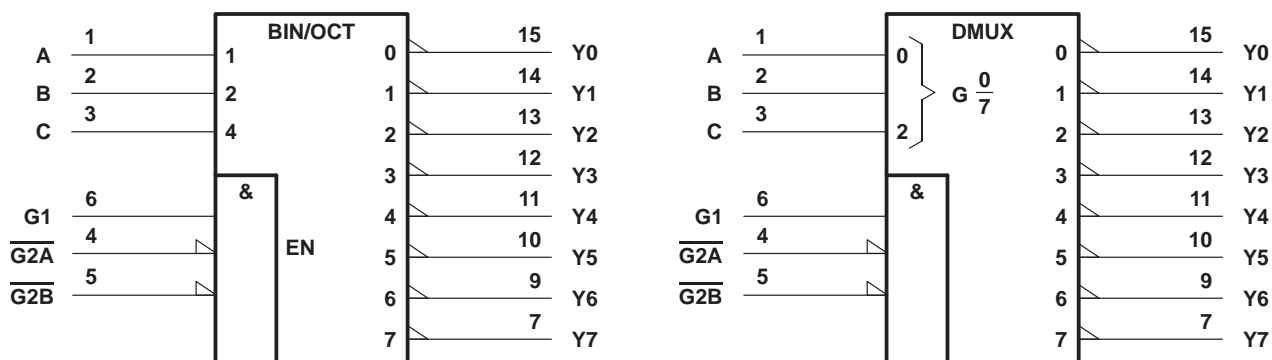 BIN/OCT
1 15
A 1 0 Y0
2 14
B 2 1 Y1
3 13
C 4 2 Y2
12
3 Y3
& 
6 11
G1 4 Y4
4 10
G2A EN 5 Y5
5 9
G2B 6 Y6
7
7 Y7
DMUX
1 15
A 0 0 Y0
2 0 14
B G 7 1 Y1
3 13
C 2 2 Y2
12
3 Y3
&
6 11
G1 4 Y4
4 10
G2A 5 Y5
5 9
G2B 6 Y6
7
7 Y7